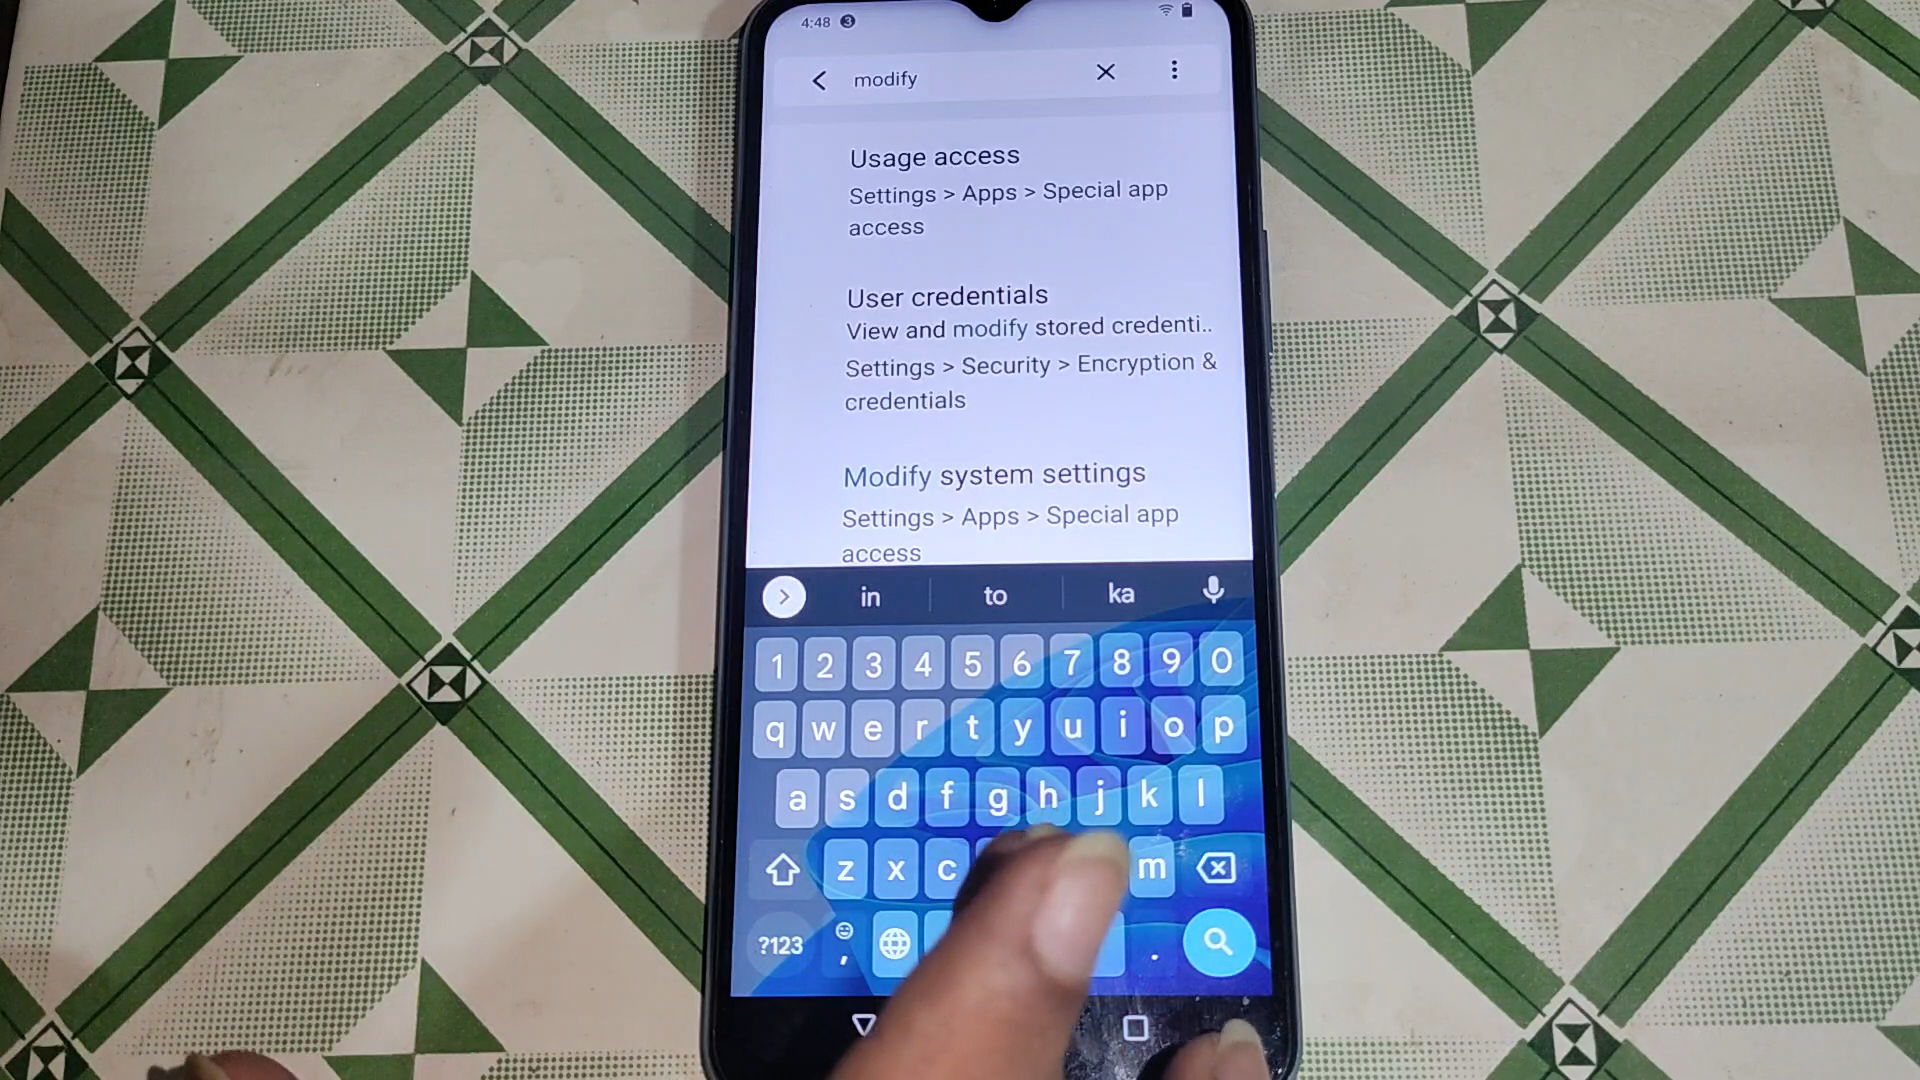 4:48 3
modify
Usage access
Settings > Apps > Special app
access
User credentials
View and modify stored credenti..
Settings > Security > Encryption &
credentials
Modify system settings
Settings > Apps > Special app
access
in to ka
1 2 3 4 5 6 7 8 9 0
q w e r t y u i o p
a s d f g h j k l
z x c m
?123 , .